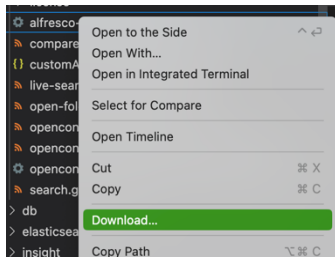 alfresco-
Open to the Side ^ ⏎
compare
Open With...
customA
Open in Integrated Terminal
live-sear
open-fol
Select for Compare
opencon
Open Timeline
opencon
opencon
Cut ⌘ X
search.g
Copy ⌘ C
db
Download...
elasticsea
insight
Copy Path ⌥ ⌘ C